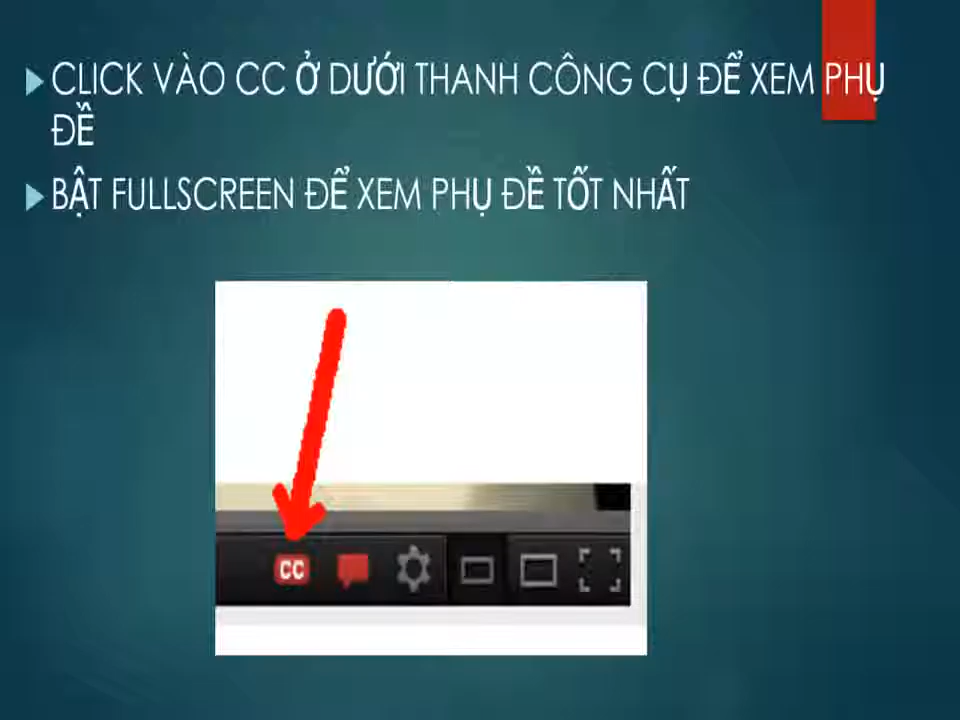 CLICK VÀO CC Ở DƯỚI THANH CÔNG CỤ ĐỂ XEM PHỤ
ĐỀ
BẬT FULLSCREEN ĐỂ XEM PHỤ ĐỀ TỐT NHẤT
CC